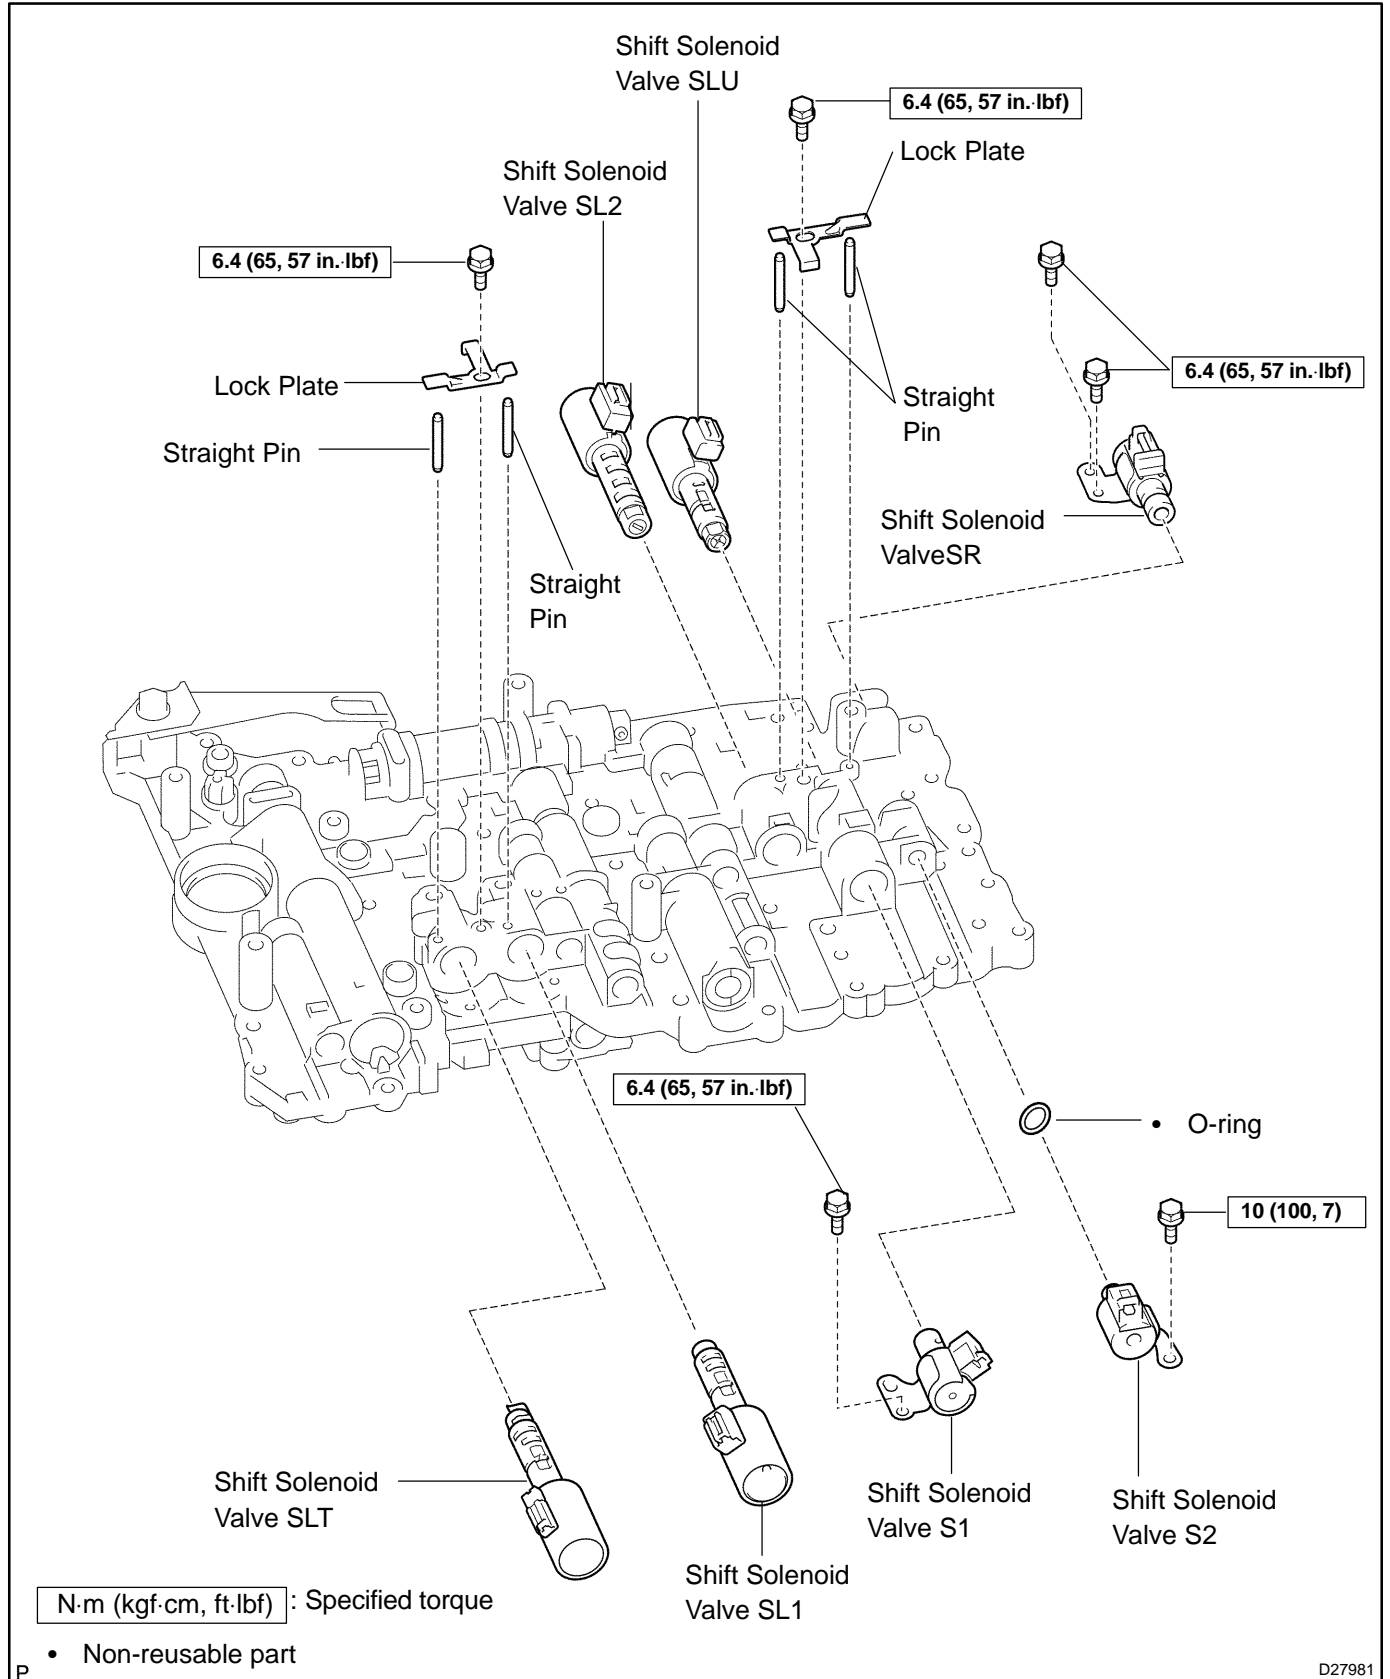 Shift Solenoid
Valve SLU
6.4 (65, 57 in.·lbf)
Lock Plate
Shift Solenoid
Valve SL2
6.4 (65, 57 in.·lbf)
6.4 (65, 57 in.·lbf)
Lock Plate
Straight
Pin
Straight Pin
Shift Solenoid
ValveSR
Straight
Pin
6.4 (65, 57 in.·lbf)
• O-ring
10 (100, 7)
Shift Solenoid
Valve SLT
Shift Solenoid
Valve S1
Shift Solenoid
Valve S2
Shift Solenoid
Valve SL1
N·m (kgf·cm, ft·lbf) : Specified torque
• Non-reusable part
P
D27981